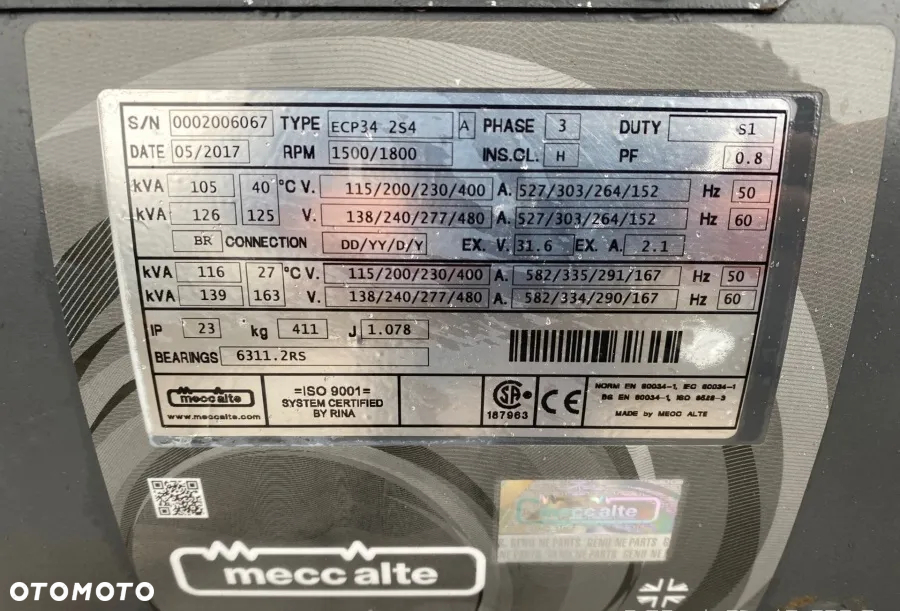 S/N 0002006067 TYPE ECP34 2S4 A PHASE 3 DUTY S1
DATE 05/2017 RPM 1500/1800 INS.CL. H PF 0.8
kVA 105 40 °C V. 115/200/230/400 A. 527/303/264/152 Hz 50
kVA 126 125 V. 138/240/277/480 A. 527/303/264/152 Hz 60
BR CONNECTION DD/YY/D/Y EX. V. 31.6 EX. A. 2.1
kVA 116 27 °C V. 115/200/230/400 A. 582/335/291/167 Hz 50
kVA 139 163 V. 138/240/277/480 A. 582/334/290/167 Hz 60
IP 23 kg 411 J 1.078
BEARINGS 6311.2RS
mecc alte
www.meccalte.com
=ISO 9001=
SYSTEM CERTIFIED
BY RINA
SA
187963
CE
NORM EN 60034-1, IEC 60034-1
BS EN 60034-1, ISO 8528-3
MADE by MECC ALTE
mecc alte
GENUINE PARTS GENUINE PARTS
mecc alte
OTOMOTO